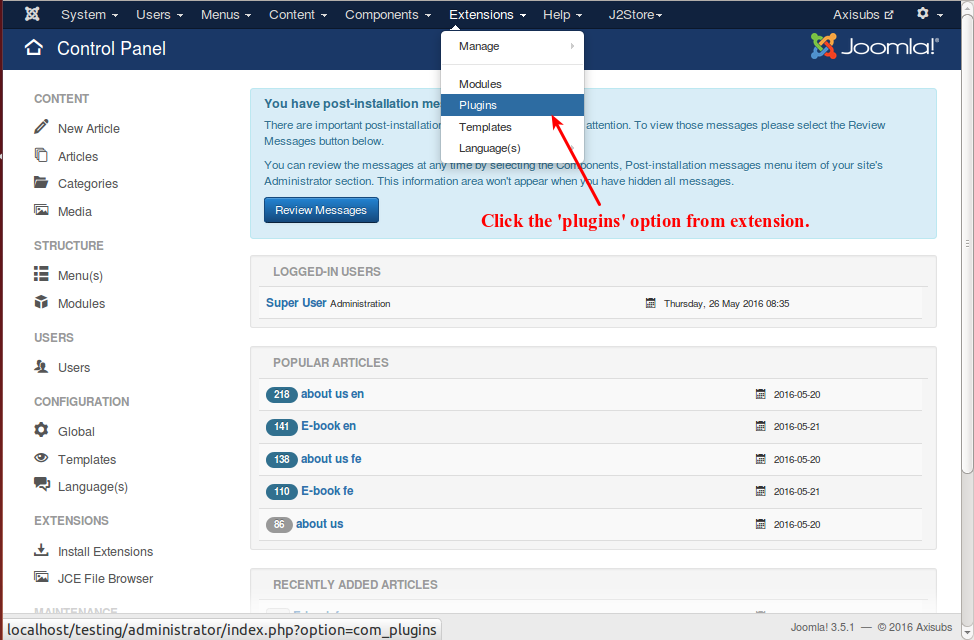 System Users Menus Content Components Extensions Help J2Store Axisubs
Control Panel
Joomla!®
Manage
Modules
Plugins
Templates
Language(s)
CONTENT
New Article
Articles
Categories
Media
STRUCTURE
Menu(s)
Modules
USERS
Users
CONFIGURATION
Global
Templates
Language(s)
EXTENSIONS
Install Extensions
JCE File Browser
MAINTENANCE
You have post-installation me
There are important post-installation attention. To view those messages please select the Review
Messages button below.
You can review the messages at any time by selecting the Components, Post-installation messages menu item of your site's
Administrator section. This information area won't appear when you have hidden all messages.
Review Messages
Click the 'plugins' option from extension.
LOGGED-IN USERS
Super User Administration Thursday, 26 May 2016 08:35
POPULAR ARTICLES
218 about us en 2016-05-20
141 E-book en 2016-05-21
138 about us fe 2016-05-20
110 E-book fe 2016-05-21
86 about us 2016-05-20
RECENTLY ADDED ARTICLES
localhost/testing/administrator/index.php?option=com_plugins
Joomla! 3.5.1 — © 2016 Axisubs